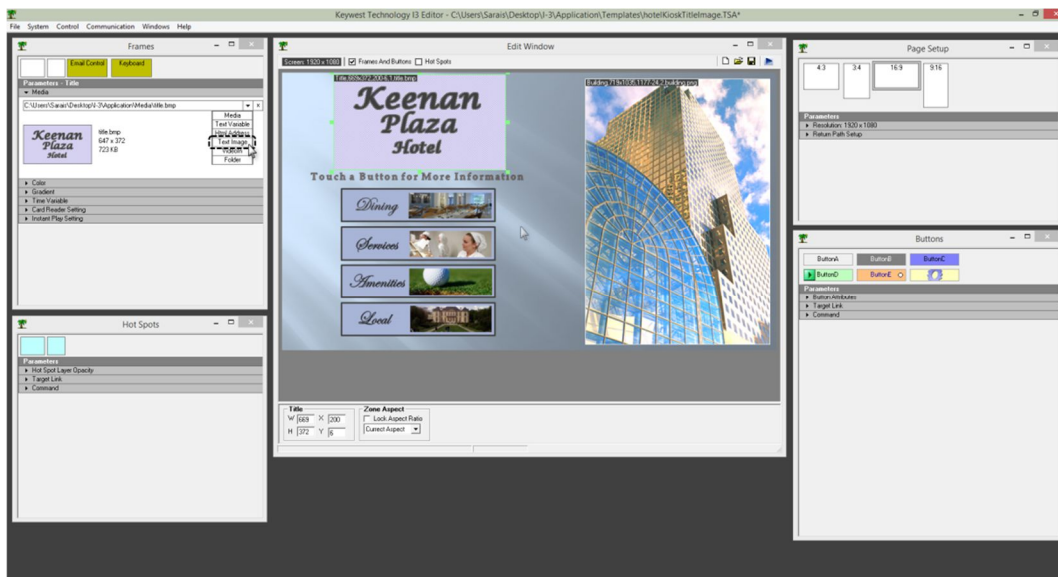 Keywest Technology I3 Editor - C:\Users\Sarais\Desktop\I-3\Application\Templates\hotelKioskTitleImage.TSA*
File System Control Communication Windows Help
Frames
Email Control Keyboard
Parameters - Title
Media
C:\Users\Sarais\Desktop\I-3\Application\Media\title.bmp
Keenan
Plaza
Hotel
title.bmp
647 x 372
723 KB
Media
Text Variable
Html Address
Text Image
Folder
Color
Gradient
Time Variable
Card Reader Setting
Instant Play Setting
Hot Spots
Parameters
Hot Spot Layer Opacity
Target Link
Command
Edit Window
Screen: 1920 x 1080 Frames And Buttons Hot Spots
Keenan
Plaza
Hotel
Touch a Button for More Information
Dining
Services
Amenities
Local
Title
W 669 X 200
H 372 Y 6
Zone Aspect
Lock Aspect Ratio
Current Aspect
Page Setup
4:3 3:4 16:9 9:16
Parameters
Resolution: 1920 x 1080
Return Path Setup
Buttons
ButtonA ButtonB ButtonC
ButtonD ButtonE
Parameters
Button Attributes
Target Link
Command